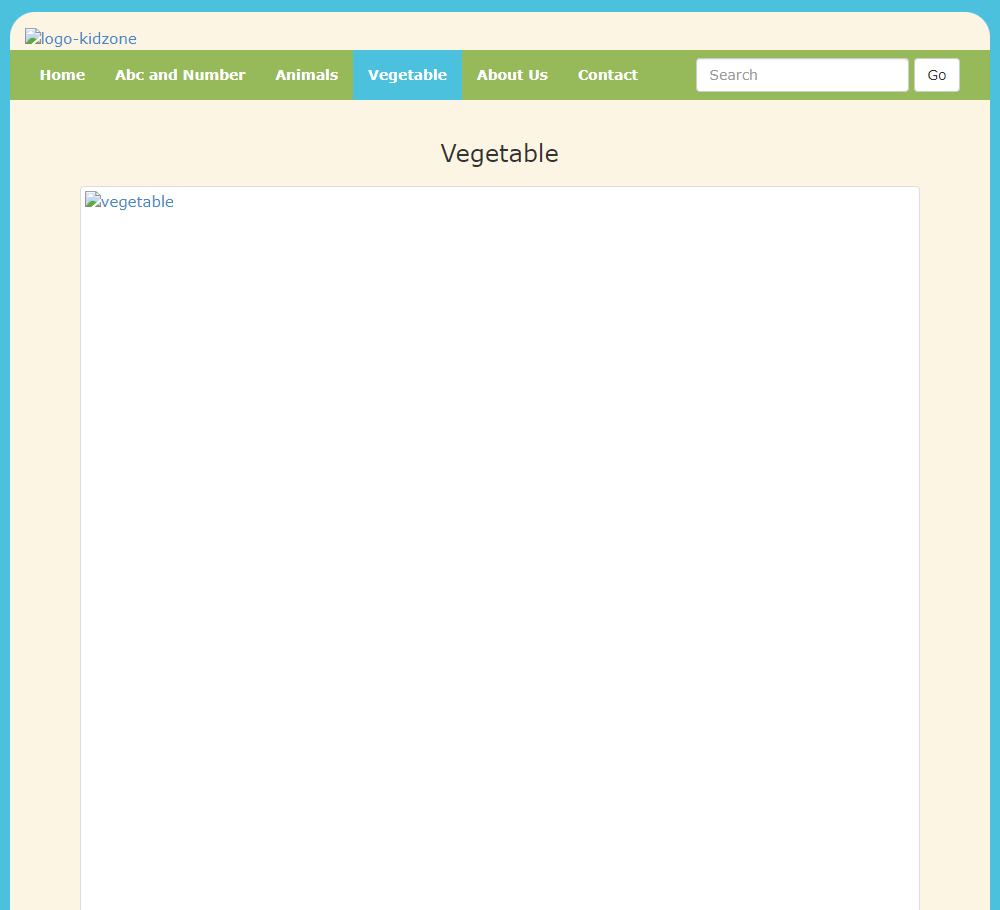 logo-kidzone
Home Abc and Number Animals Vegetable About Us Contact Search Go
Vegetable
vegetable